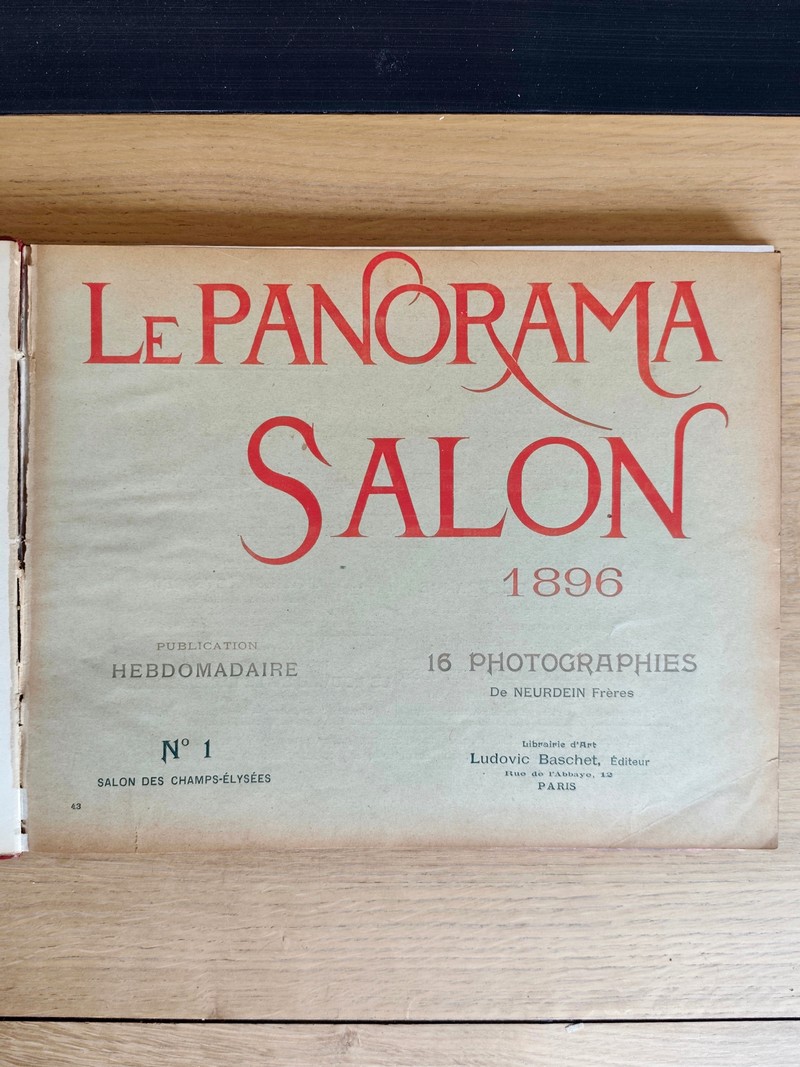 LE PANORAMA
SALON
1896
PUBLICATION
HEBDOMADAIRE
16 PHOTOGRAPHIES
De NEURDEIN Frères
Nº 1
SALON DES CHAMPS-ÉLYSÉES
Librairie d'Art
Ludovic Baschet, Éditeur
Rue de l'Abbaye, 12
PARIS
43